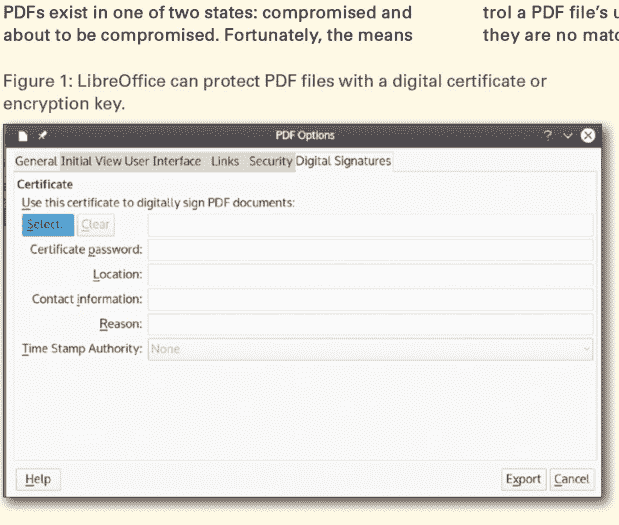 PDFs exist in one of two states: compromised and
about to be compromised. Fortunately, the means
trol a PDF file's
they are no
Figure 1: LibreOffice can protect PDF files with a digital certificate or
encryption key.
PDF Options
General Initial View User Interface Links Security Digital Signatures
Certificate
Use this certificate to digitally sign PDF documents:
Select... Clear
Certificate password:
Location:
Contact information:
Reason:
Time Stamp Authority: None
Help Export Cancel